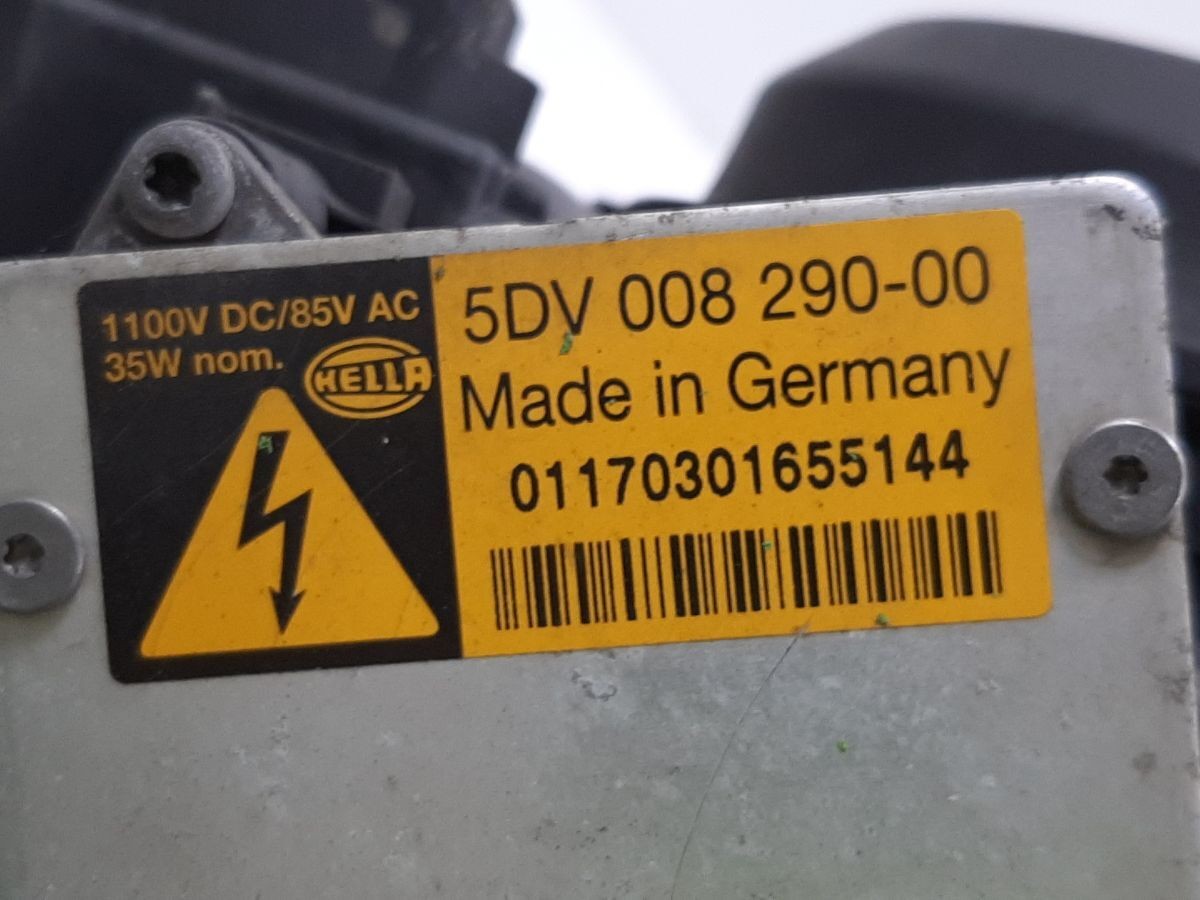 1100V DC/85V AC
35W nom.
HELLA
5DV 008 290-00
Made in Germany
01170301655144